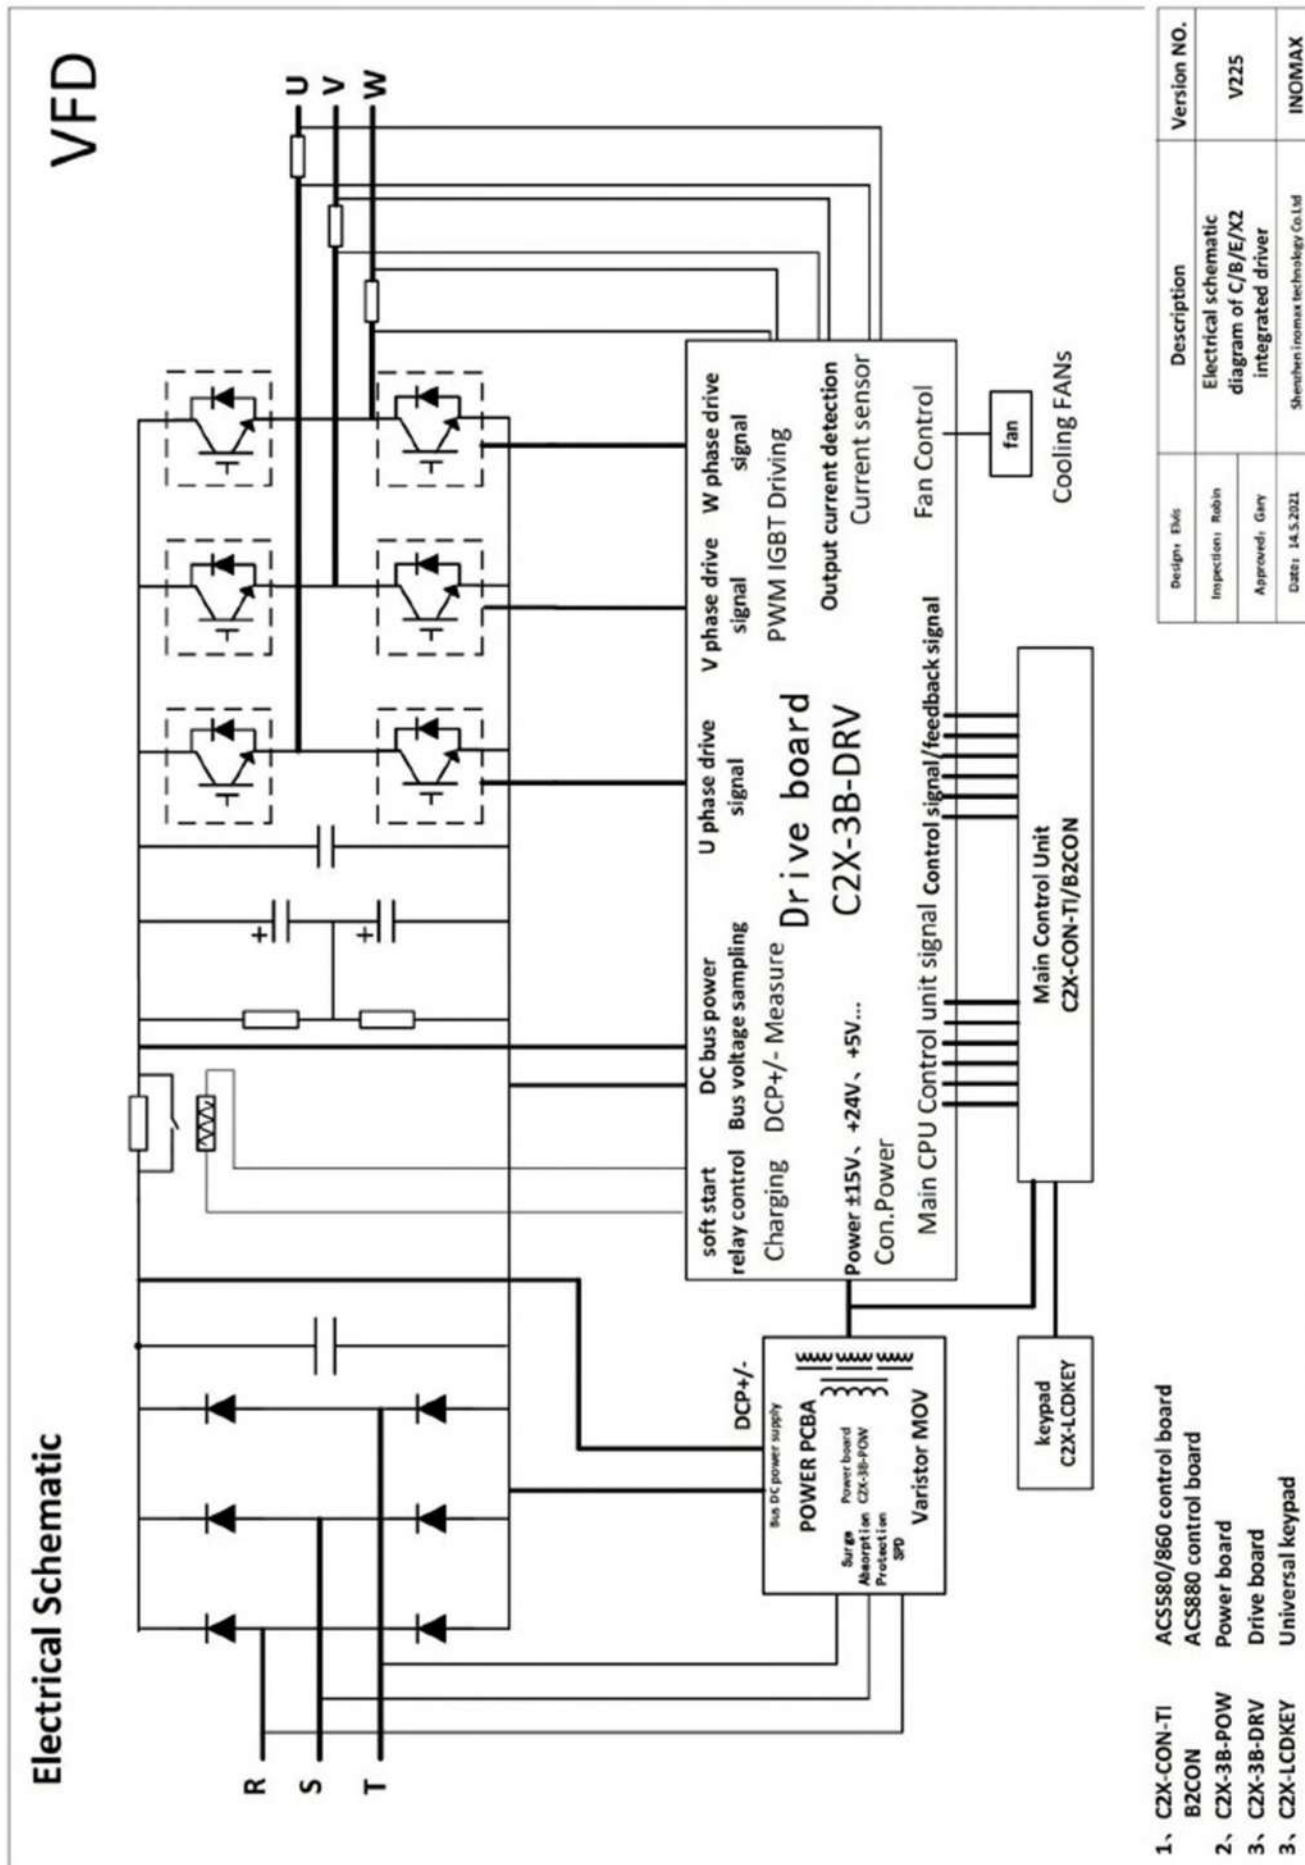 Electrical Schematic
VFD
U
V
W
R
S
T
DCP+/-
Bus DC power supply
POWER PCBA
Surge
Absorption
Protection
SPD
Power board
C2X-3B-POW
Varistor MOV
soft start
relay control
Charging
DC bus power
Bus voltage sampling
DCP+/- Measure
U phase drive
signal
V phase drive
signal
W phase drive
signal
PWM IGBT Driving
Drive board
C2X-3B-DRV
Output current detection
Current sensor
Power ±15V、+24V、+5V...
Con.Power
Main CPU Control unit signal
Control signal/feedback signal
Fan Control
fan
Cooling FANs
keypad
C2X-LCDKEY
Main Control Unit
C2X-CON-TI/B2CON
1、C2X-CON-TI ACS580/860 control board
B2CON ACS880 control board
2、C2X-3B-POW Power board
3、C2X-3B-DRV Drive board
3、C2X-LCDKEY Universal keypad
Design: Elvis
Description
Version NO.
Inspection: Robin
Electrical schematic
diagram of C/B/E/X2
integrated driver
V225
Approved: Gary
Date: 14.5.2021
Shenzhen inomax technology Co.Ltd
INOMAX